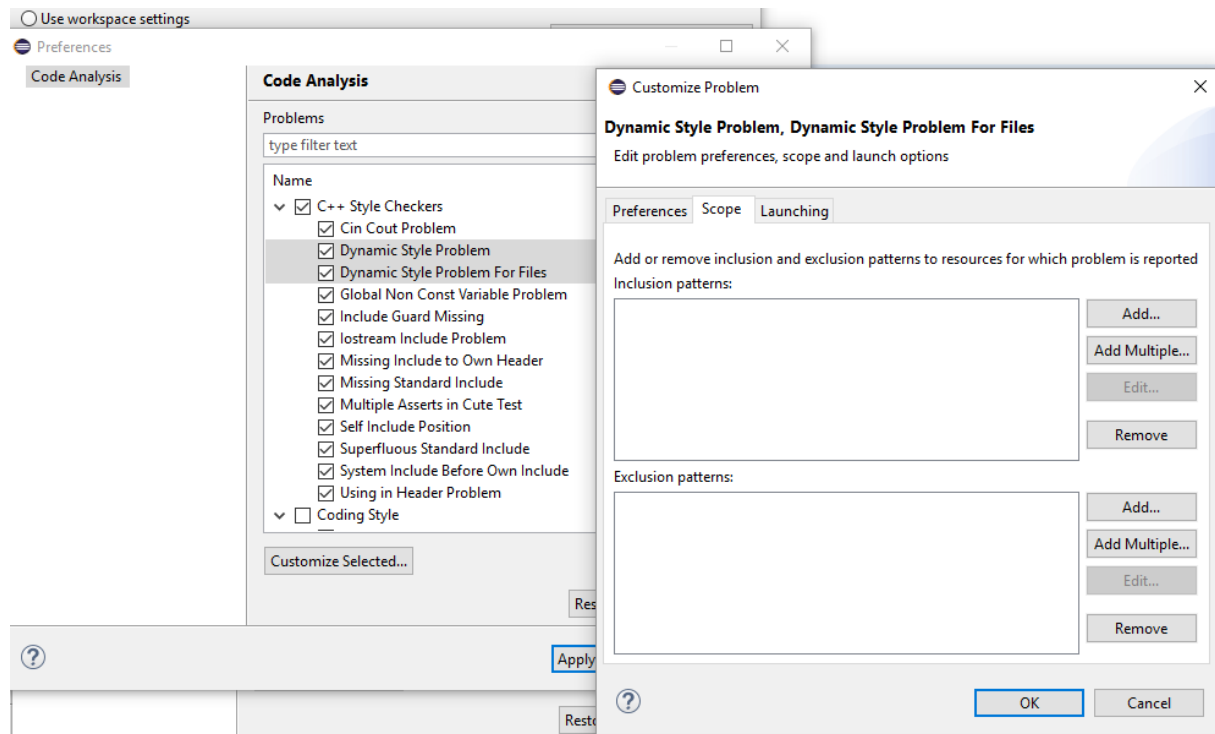 Use workspace settings
Preferences
Code Analysis
Code Analysis
Problems
type filter text
Name
C++ Style Checkers
Cin Cout Problem
Dynamic Style Problem
Dynamic Style Problem For Files
Global Non Const Variable Problem
Include Guard Missing
Iostream Include Problem
Missing Include to Own Header
Missing Standard Include
Multiple Asserts in Cute Test
Self Include Position
Superfluous Standard Include
System Include Before Own Include
Using in Header Problem
Coding Style
Customize Selected...
Res
Apply
Resto
Customize Problem
Dynamic Style Problem, Dynamic Style Problem For Files
Edit problem preferences, scope and launch options
Preferences Scope Launching
Add or remove inclusion and exclusion patterns to resources for which problem is reported
Inclusion patterns:
Add...
Add Multiple...
Edit...
Remove
Exclusion patterns:
Add...
Add Multiple...
Edit...
Remove
OK Cancel